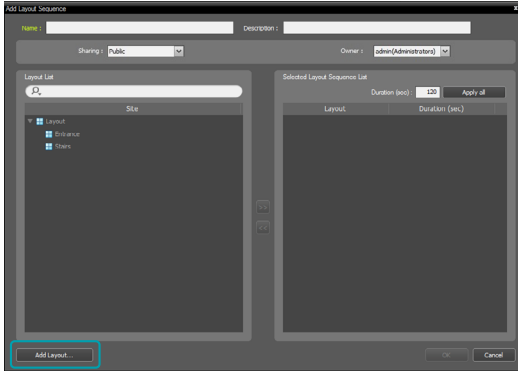 Add Layout Sequence
Name :
Description :
Sharing :
Public
Owner :
admin(Administrators)
Layout List
Site
Layout
Entrance
Stairs
Selected Layout Sequence List
Duration (sec) :
120
Apply all
Layout
Duration (sec)
Add Layout...
OK
Cancel